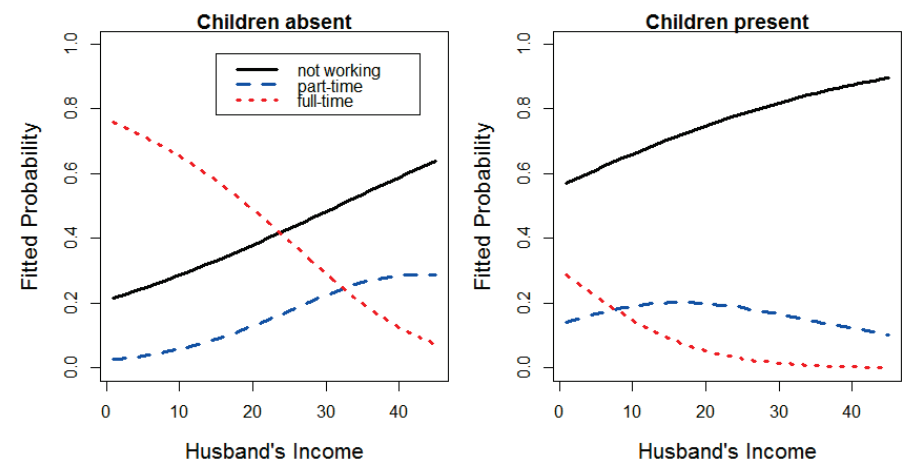 Children absent
Fitted Probability
1.0
0.8
0.6
0.4
0.2
0.0
not working
part-time
full-time
0 10 20 30 40
Husband's Income
Children present
Fitted Probability
1.0
0.8
0.6
0.4
0.2
0.0
0 10 20 30 40
Husband's Income